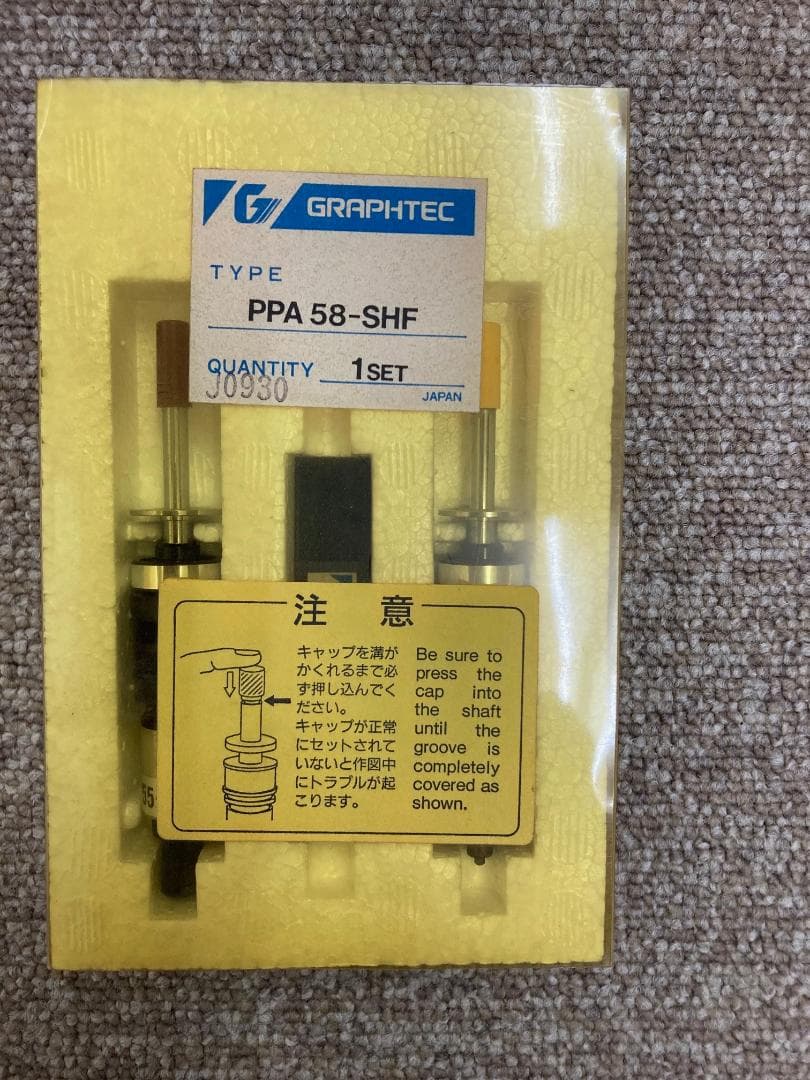 G GRAPHTEC
TYPE
PPA 58-SHF
QUANTITY 1 SET
J0930
JAPAN
注 意
キャップを溝が
かくれるまで必
ず押し込んでく
ださい。
キャップが正常
にセットされて
いないと作図中
にトラブルが起
こります。
Be sure to
press the
cap into
the shaft
until the
groove is
completely
covered as
shown.
55-